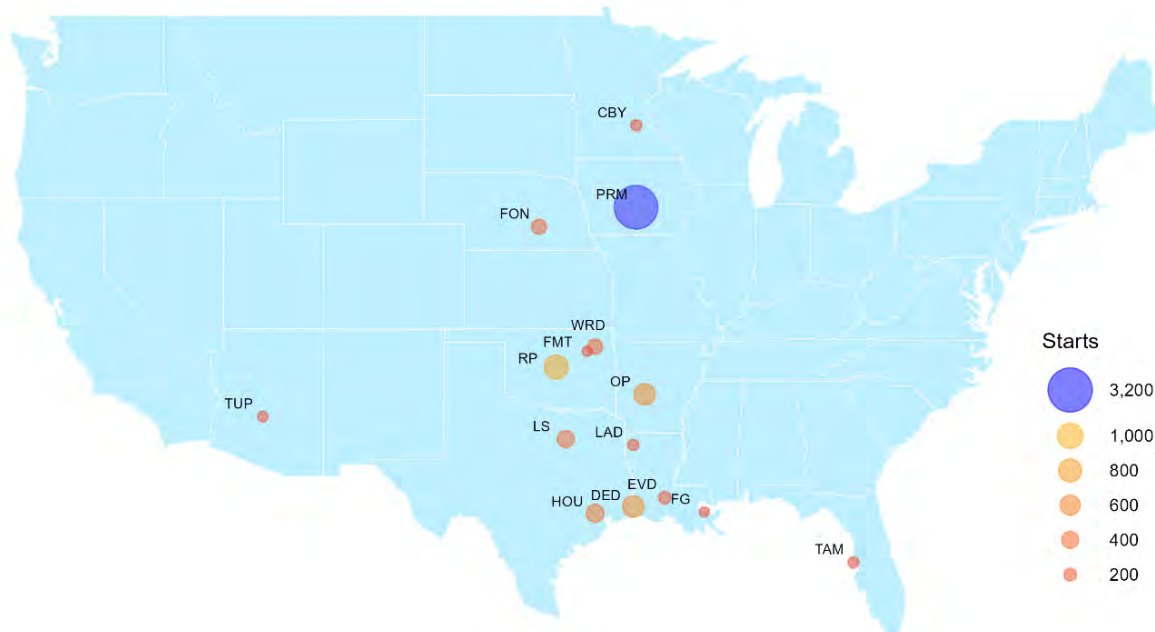 CBY
PRM
FON
WRD
FMT
RP
OP
TUP
LS
LAD
EVD
DED
HOU
FG
TAM
Starts
3,200
1,000
800
600
400
200